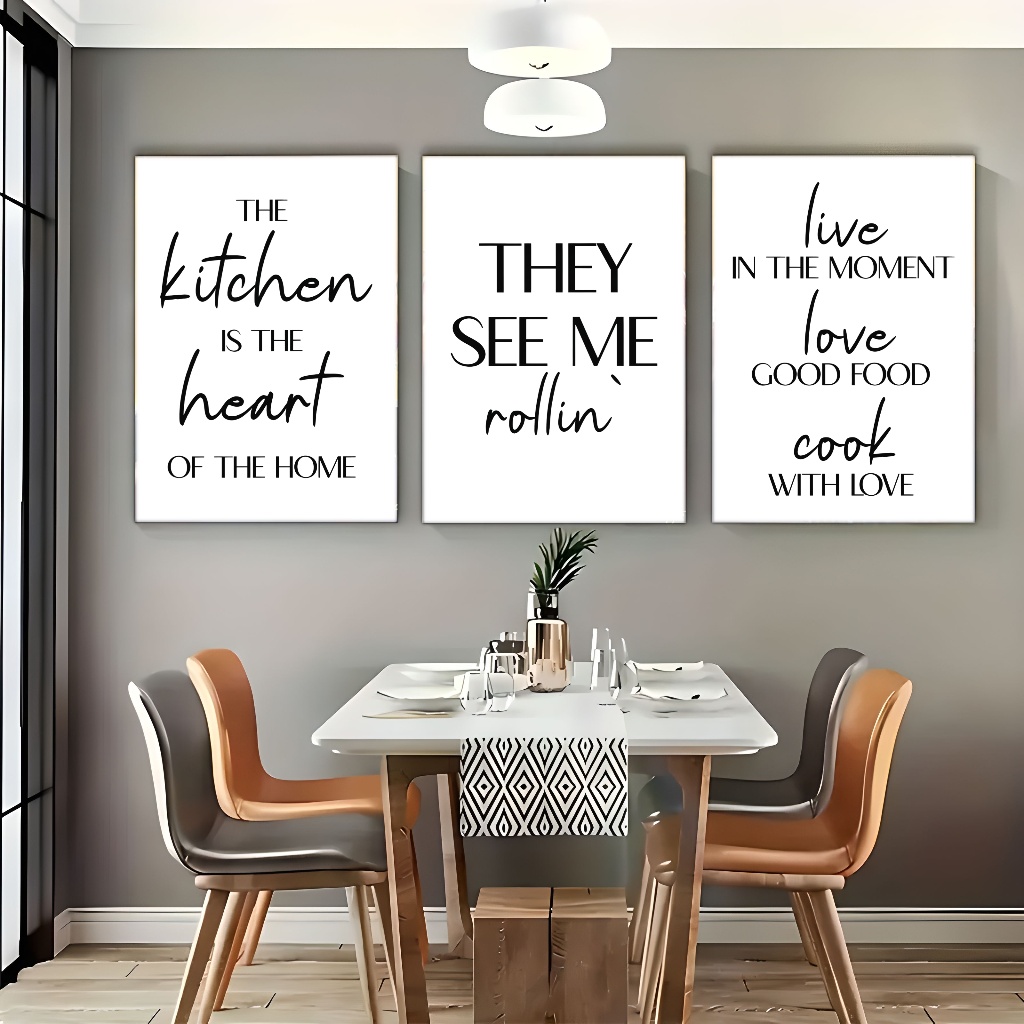 THE
kitchen
IS THE
heart
OF THE HOME
THEY
SEE ME
rollin`
live
IN THE MOMENT
love
GOOD FOOD
cook
WITH LOVE